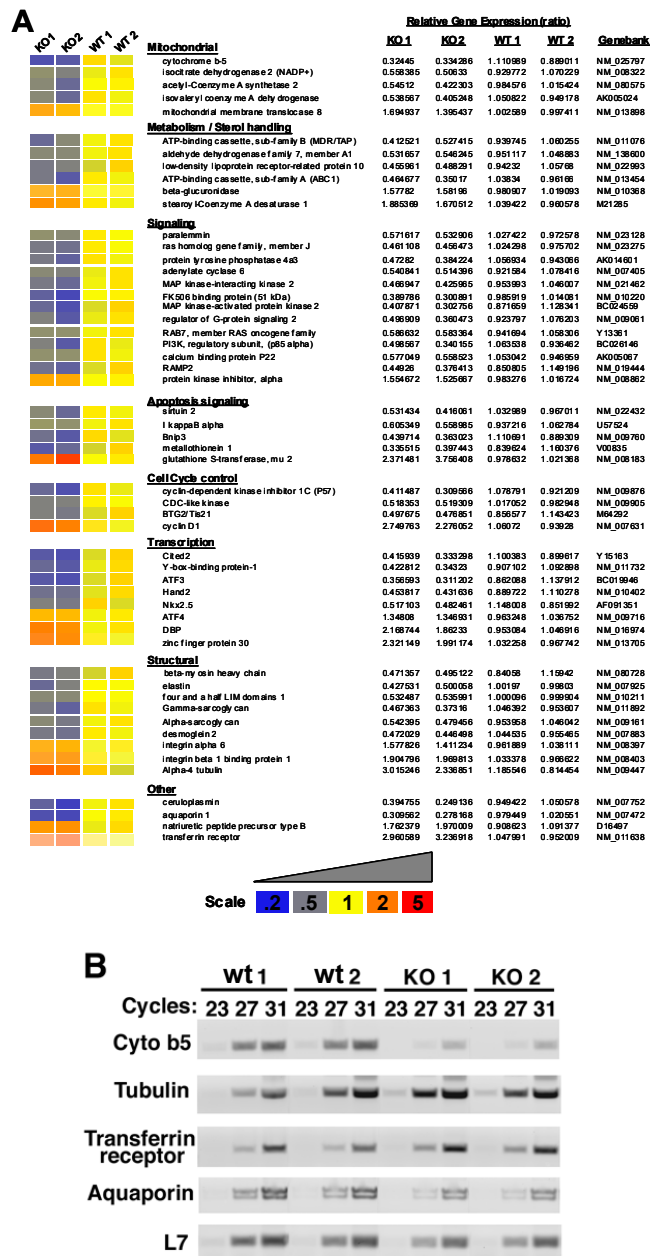 A
KO1 KO2 WT 1 WT 2
Relative Gene Expression (ratio)
KO 1 KO 2 WT 1 WT 2 Genebank
Mitochondrial
cytochrome b-5 0.32445 0.334286 1.110989 0.889011 NM_025797
isocitrate dehydrogenase 2 (NADP+) 0.558385 0.50633 0.929772 1.070229 NM_008322
acetyl-Coenzyme A synthetase 2 0.54512 0.422303 0.984576 1.015424 NM_080575
isovaleryl coenzyme A dehydrogenase 0.538567 0.405248 1.050822 0.949178 AK005024
mitochondrial membrane translocase 8 1.694937 1.395437 1.002589 0.997411 NM_013898
Metabolism / Sterol handling
ATP-binding cassette, sub-family B (MDR/TAP) 0.412521 0.527415 0.939745 1.060255 NM_011076
aldehyde dehydrogenase family 7, member A1 0.531657 0.546245 0.951117 1.048883 NM_138600
low-density lipoprotein receptor-related protein 10 0.455961 0.488291 0.94232 1.05768 NM_022993
ATP-binding cassette, sub-family A (ABC1) 0.464677 0.35017 1.03834 0.96166 NM_013454
beta-glucuronidase 1.57782 1.58196 0.980907 1.019093 NM_010368
stearoyl-Coenzyme A desaturase 1 1.885369 1.670512 1.039422 0.960578 M21285
Signaling
paralemmin 0.571617 0.532906 1.027422 0.972578 NM_023128
ras homolog gene family, member J 0.461108 0.456473 1.024298 0.975702 NM_023275
protein tyrosine phosphatase 4a3 0.47282 0.384224 1.056934 0.943066 AK014601
adenylate cyclase 6 0.540841 0.514396 0.921584 1.078416 NM_007405
MAP kinase-interacting kinase 2 0.466947 0.425965 0.953993 1.046007 NM_021462
FK506 binding protein (51 kDa) 0.389786 0.300891 0.985919 1.014081 NM_010220
MAP kinase-activated protein kinase 2 0.407871 0.302756 0.871659 1.128341 BC024559
regulator of G-protein signaling 2 0.496909 0.360473 0.923797 1.076203 NM_009061
RAB7, member RAS oncogene family 0.586632 0.583364 0.941694 1.058306 Y13361
PI3K, regulatory subunit, (p85 alpha) 0.498567 0.340155 1.063538 0.936462 BC026146
calcium binding protein P22 0.577049 0.558523 1.053042 0.946959 AK005067
RAMP2 0.44926 0.376413 0.850805 1.149196 NM_019444
protein kinase inhibitor, alpha 1.554672 1.525667 0.983276 1.016724 NM_008862
Apoptosis signaling
sirtuin 2 0.531434 0.416061 1.032989 0.967011 NM_022432
I kappaB alpha 0.605349 0.558985 0.937216 1.062784 U57524
Bnip3 0.439714 0.363023 1.110691 0.889309 NM_009760
metallothionein 1 0.335515 0.397443 0.839624 1.160376 V00835
glutathione S-transferase, mu 2 2.371481 3.756408 0.978632 1.021368 NM_008183
Cell Cycle control
cyclin-dependent kinase inhibitor 1C (P57) 0.411487 0.309566 1.078791 0.921209 NM_009876
CDC-like kinase 0.518353 0.519309 1.017052 0.982948 NM_009905
BTG2/Tis21 0.497675 0.476851 0.856577 1.143423 M64292
cyclin D1 2.749763 2.276052 1.06072 0.93928 NM_007631
Transcription
Cited2 0.415939 0.333298 1.100383 0.899617 Y15163
Y-box-binding protein-1 0.422812 0.34323 0.907102 1.092898 NM_011732
ATF3 0.356593 0.311202 0.862088 1.137912 BC019946
Hand2 0.453817 0.431636 0.889722 1.110278 NM_010402
Nkx2.5 0.517103 0.482461 1.148008 0.851992 AF091351
ATF4 1.34808 1.346931 0.963248 1.036752 NM_009716
DBP 2.168744 1.86233 0.953084 1.046916 NM_016974
zinc finger protein 30 2.321149 1.991174 1.032258 0.967742 NM_013705
Structural
beta-myosin heavy chain 0.471357 0.495122 0.84058 1.15942 NM_080728
elastin 0.427531 0.500058 1.00197 0.99803 NM_007925
four and a half LIM domains 1 0.532487 0.535591 1.000096 0.999904 NM_010211
Gamma-sarcoglycan 0.467363 0.37316 1.046392 0.953607 NM_011892
Alpha-sarcoglycan 0.542395 0.479456 0.953958 1.046042 NM_009161
desmoglein 2 0.472029 0.446498 1.044535 0.955465 NM_007883
integrin alpha 6 1.577826 1.411234 0.961889 1.038111 NM_008397
integrin beta 1 binding protein 1 1.904796 1.969813 1.033378 0.966622 NM_008403
Alpha-4 tubulin 3.015246 2.336851 1.185546 0.814454 NM_009447
Other
ceruloplasmin 0.394755 0.249136 0.949422 1.050578 NM_007752
aquaporin 1 0.309562 0.278168 0.979449 1.020551 NM_007472
natriuretic peptide precursor type B 1.762379 1.970009 0.908623 1.091377 D16497
transferrin receptor 2.960589 3.236918 1.047991 0.952009 NM_011638
Scale .2 .5 1 2 5
B
wt 1 wt 2 KO 1 KO 2
Cycles: 23 27 31 23 27 31 23 27 31 23 27 31
Cyto b5
Tubulin
Transferrin
receptor
Aquaporin
L7